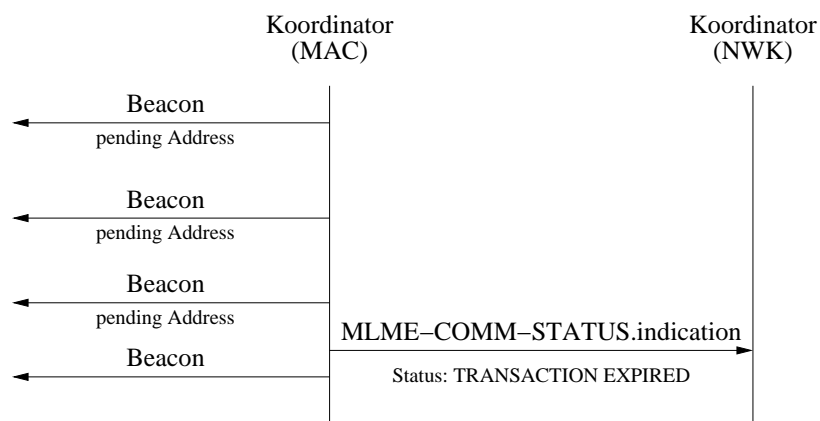 Koordinator
(MAC)
Koordinator
(NWK)
Beacon
pending Address
Beacon
pending Address
Beacon
pending Address
MLME−COMM−STATUS.indication
Beacon
Status: TRANSACTION EXPIRED